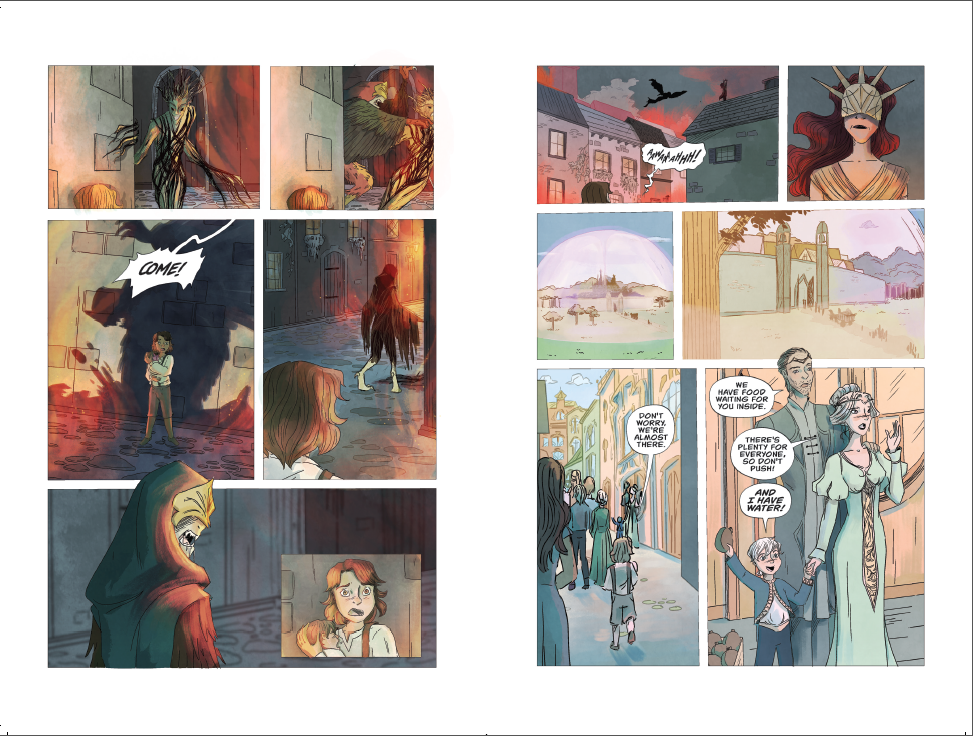 COME!
AAAAAHHH!
DON'T
WORRY.
WE'RE
ALMOST
THERE.
WE
HAVE FOOD
WAITING FOR
YOU INSIDE.
THERE'S
PLENTY FOR
EVERYONE,
SO DON'T
PUSH!
AND
I HAVE
WATER!